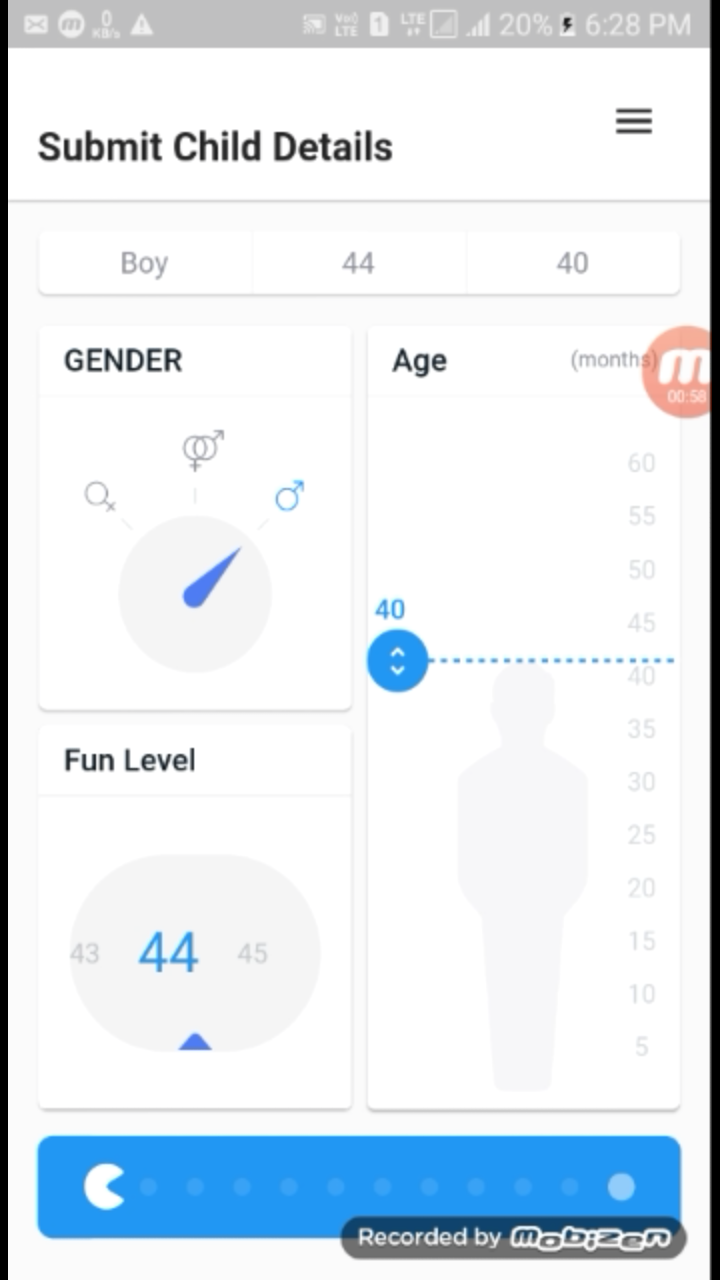 0
KB/s
Vo))
LTE
1
LTE
20%
6:28 PM
Submit Child Details
Boy 44 40
GENDER
Age (months)
m
00:58
60
55
50
40
45
40
35
30
25
20
15
10
5
Fun Level
43 44 45
Recorded by mobizen